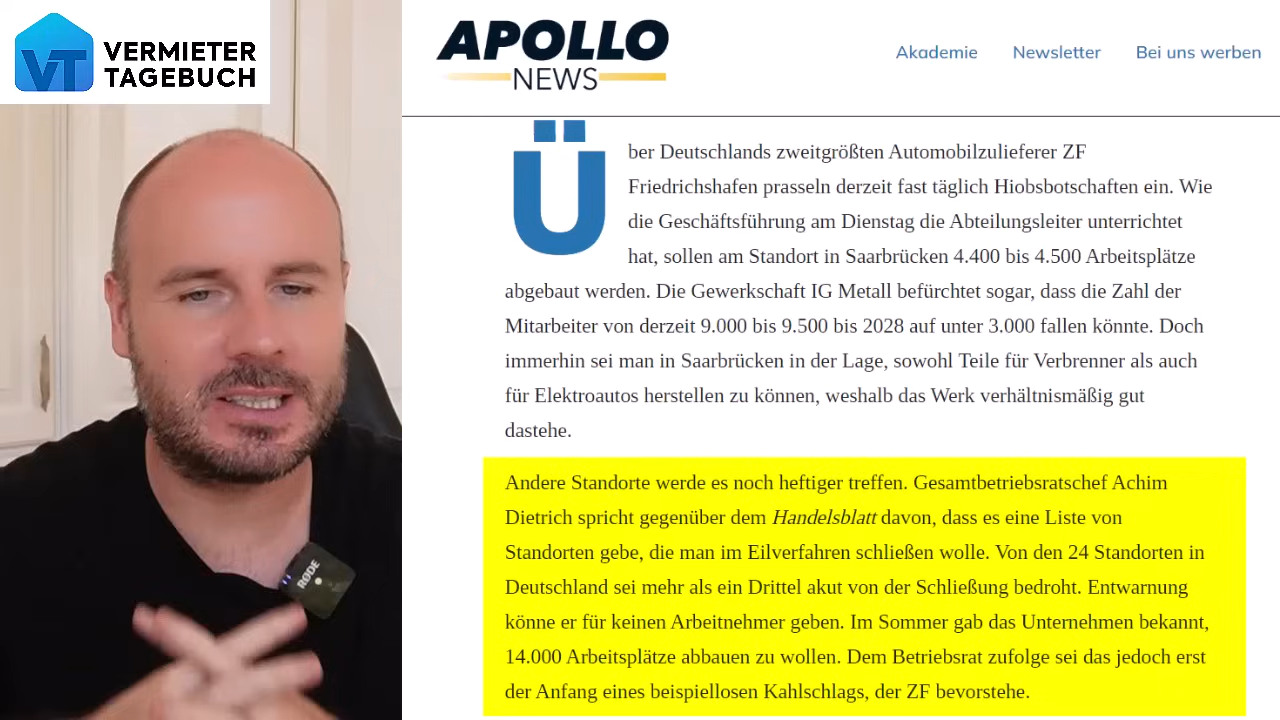 VT VERMIETER
TAGEBUCH
APOLLO
NEWS
Akademie Newsletter Bei uns werben
Über Deutschlands zweitgrößten Automobilzulieferer ZF
Friedrichshafen prasseln derzeit fast täglich Hiobsbotschaften ein. Wie
die Geschäftsführung am Dienstag die Abteilungsleiter unterrichtet
hat, sollen am Standort in Saarbrücken 4.400 bis 4.500 Arbeitsplätze
abgebaut werden. Die Gewerkschaft IG Metall befürchtet sogar, dass die Zahl der
Mitarbeiter von derzeit 9.000 bis 9.500 bis 2028 auf unter 3.000 fallen könnte. Doch
immerhin sei man in Saarbrücken in der Lage, sowohl Teile für Verbrenner als auch
für Elektroautos herstellen zu können, weshalb das Werk verhältnismäßig gut
dastehe.
Andere Standorte werde es noch heftiger treffen. Gesamtbetriebsratschef Achim
Dietrich spricht gegenüber dem Handelsblatt davon, dass es eine Liste von
Standorten gebe, die man im Eilverfahren schließen wolle. Von den 24 Standorten in
Deutschland sei mehr als ein Drittel akut von der Schließung bedroht. Entwarnung
könne er für keinen Arbeitnehmer geben. Im Sommer gab das Unternehmen bekannt,
14.000 Arbeitsplätze abbauen zu wollen. Dem Betriebsrat zufolge sei das jedoch erst
der Anfang eines beispiellosen Kahlschlags, der ZF bevorstehe.
RØDE